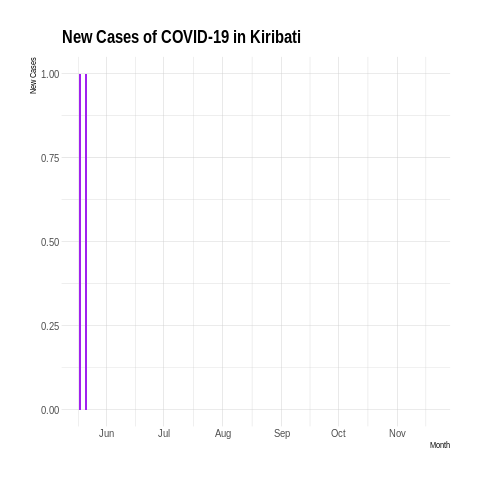 New Cases of COVID-19 in Kiribati
New Cases
1.00
0.75
0.50
0.25
0.00
Jun Jul Aug Sep Oct Nov
Month